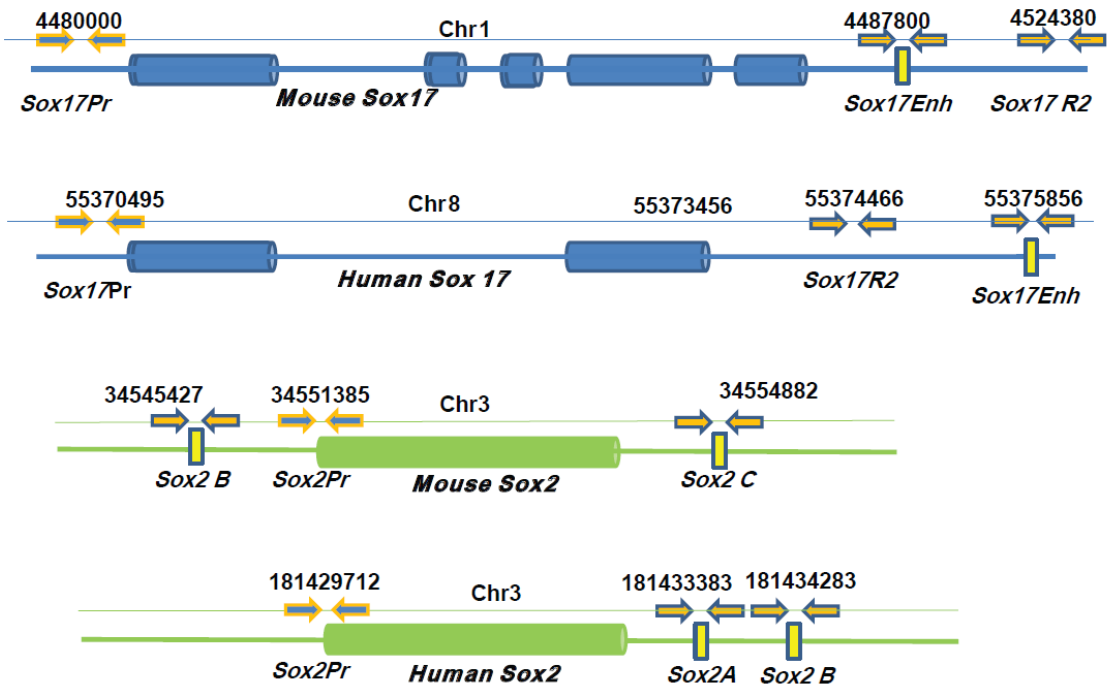 4480000 Chr1 4487800 4524380
Sox17Pr Mouse Sox17 Sox17Enh Sox17 R2
55370495 Chr8 55373456 55374466 55375856
Sox17Pr Human Sox 17 Sox17R2 Sox17Enh
34545427 34551385 Chr3 34554882
Sox2 B Sox2Pr Mouse Sox2 Sox2 C
181429712 Chr3 181433383 181434283
Sox2Pr Human Sox2 Sox2A Sox2 B